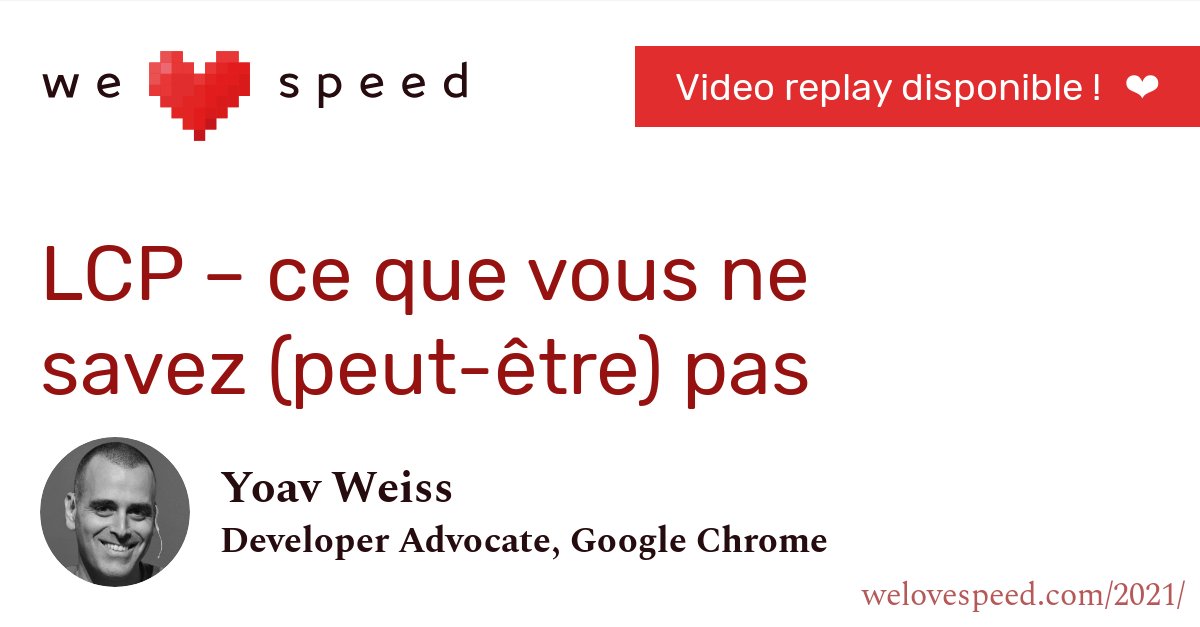 we ❤ speed
Video replay disponible ! ❤
LCP – ce que vous ne
savez (peut-être) pas
Yoav Weiss
Developer Advocate, Google Chrome
welovespeed.com/2021/